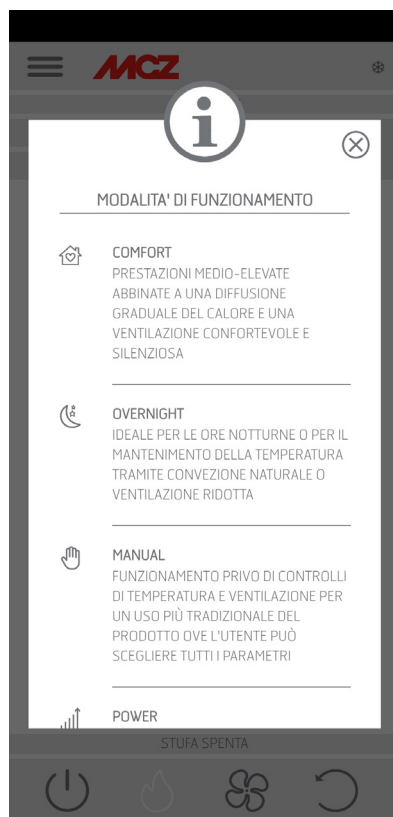 MCZ
i
MODALITA' DI FUNZIONAMENTO
COMFORT
PRESTAZIONI MEDIO-ELEVATE
ABBINATE A UNA DIFFUSIONE
GRADUALE DEL CALORE E UNA
VENTILAZIONE CONFORTEVOLE E
SILENZIOSA
OVERNIGHT
IDEALE PER LE ORE NOTTURNE O PER IL
MANTENIMENTO DELLA TEMPERATURA
TRAMITE CONVEZIONE NATURALE O
VENTILAZIONE RIDOTTA
MANUAL
FUNZIONAMENTO PRIVO DI CONTROLLI
DI TEMPERATURA E VENTILAZIONE PER
UN USO PIÙ TRADIZIONALE DEL
PRODOTTO OVE L'UTENTE PUÒ
SCEGLIERE TUTTI I PARAMETRI
POWER
STUFA SPENTA